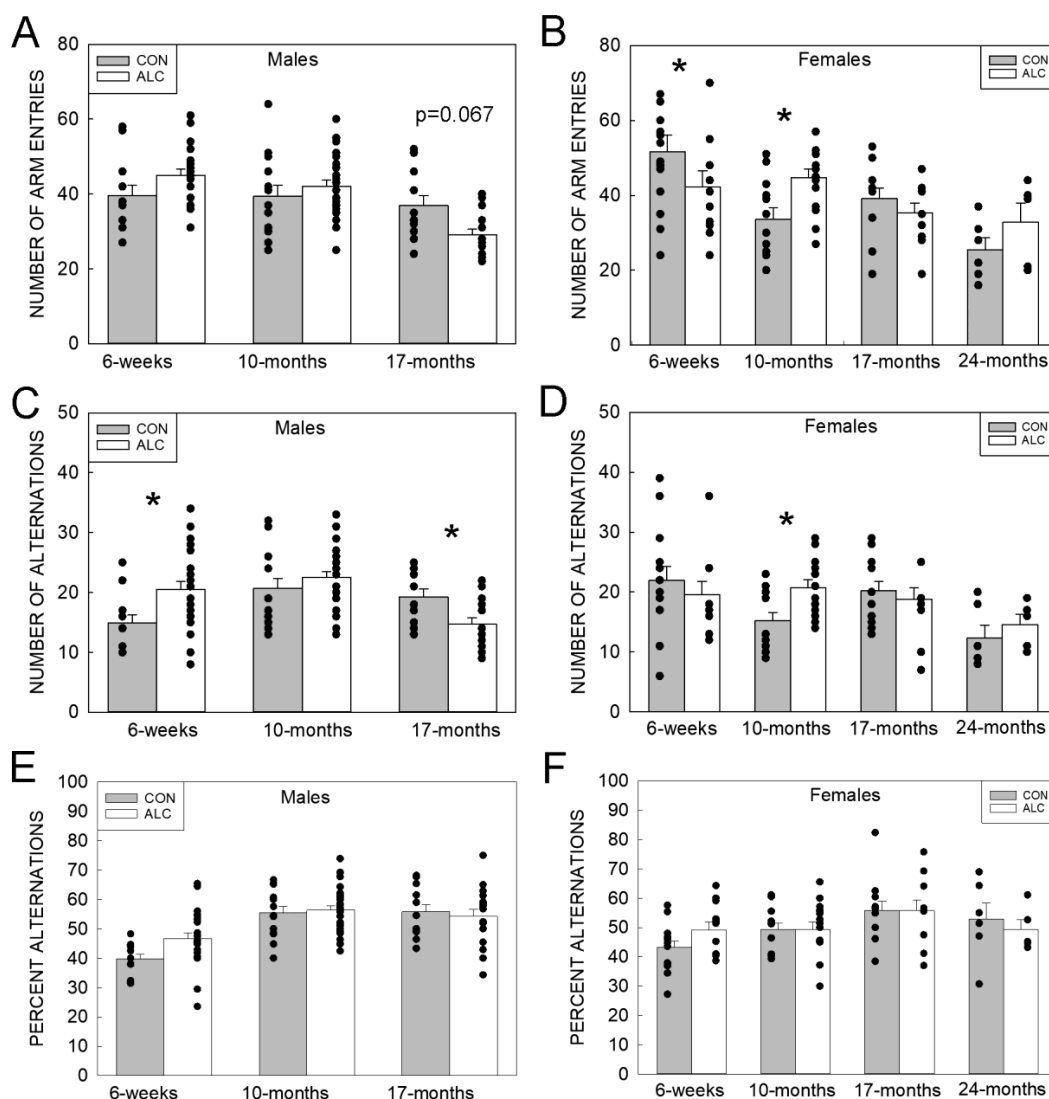 A
80
60
40
20
0
NUMBER OF ARM ENTRIES
CON
ALC
Males
p=0.067
6-weeks
10-months
17-months
B
80
60
40
20
0
NUMBER OF ARM ENTRIES
Females
CON
ALC
*
*
6-weeks
10-months
17-months
24-months
C
50
40
30
20
10
0
NUMBER OF ALTERNATIONS
CON
ALC
Males
*
*
6-weeks
10-months
17-months
D
50
40
30
20
10
0
NUMBER OF ALTERNATIONS
Females
CON
ALC
*
6-weeks
10-months
17-months
24-months
E
100
90
80
70
60
50
40
30
20
10
0
PERCENT ALTERNATIONS
CON
ALC
Males
6-weeks
10-months
17-months
F
100
90
80
70
60
50
40
30
20
10
0
PERCENT ALTERNATIONS
Females
CON
ALC
6-weeks
10-months
17-months
24-months